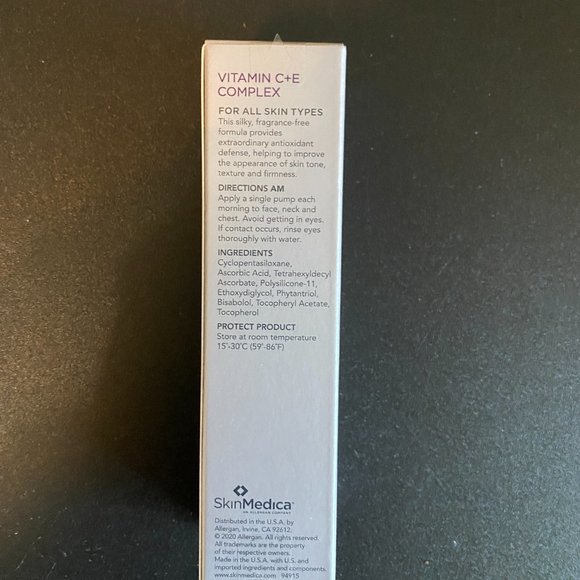 VITAMIN C+E
COMPLEX
FOR ALL SKIN TYPES
This silky, fragrance-free
formula provides
extraordinary antioxidant
defense, helping to improve
the appearance of skin tone,
texture and firmness.
DIRECTIONS AM
Apply a single pump each
morning to face, neck and
chest. Avoid getting in eyes.
If contact occurs, rinse eyes
thoroughly with water.
INGREDIENTS
Cyclopentasiloxane,
Ascorbic Acid, Tetrahexyldecyl
Ascorbate, Polysilicone-11,
Ethoxydiglycol, Phytantriol,
Bisabolol, Tocopheryl Acetate,
Tocopherol
PROTECT PRODUCT
Store at room temperature
15˚-30˚C (59˚-86˚F)
SkinMedica®
AN ALLERGAN COMPANY
Distributed in the U.S.A. by
Allergan, Irvine, CA 92612.
© 2020 Allergan. All rights reserved.
All trademarks are the property
of their respective owners.
Made in the U.S.A. with U.S. and
imported ingredients and components.
www.skinmedica.com 94915